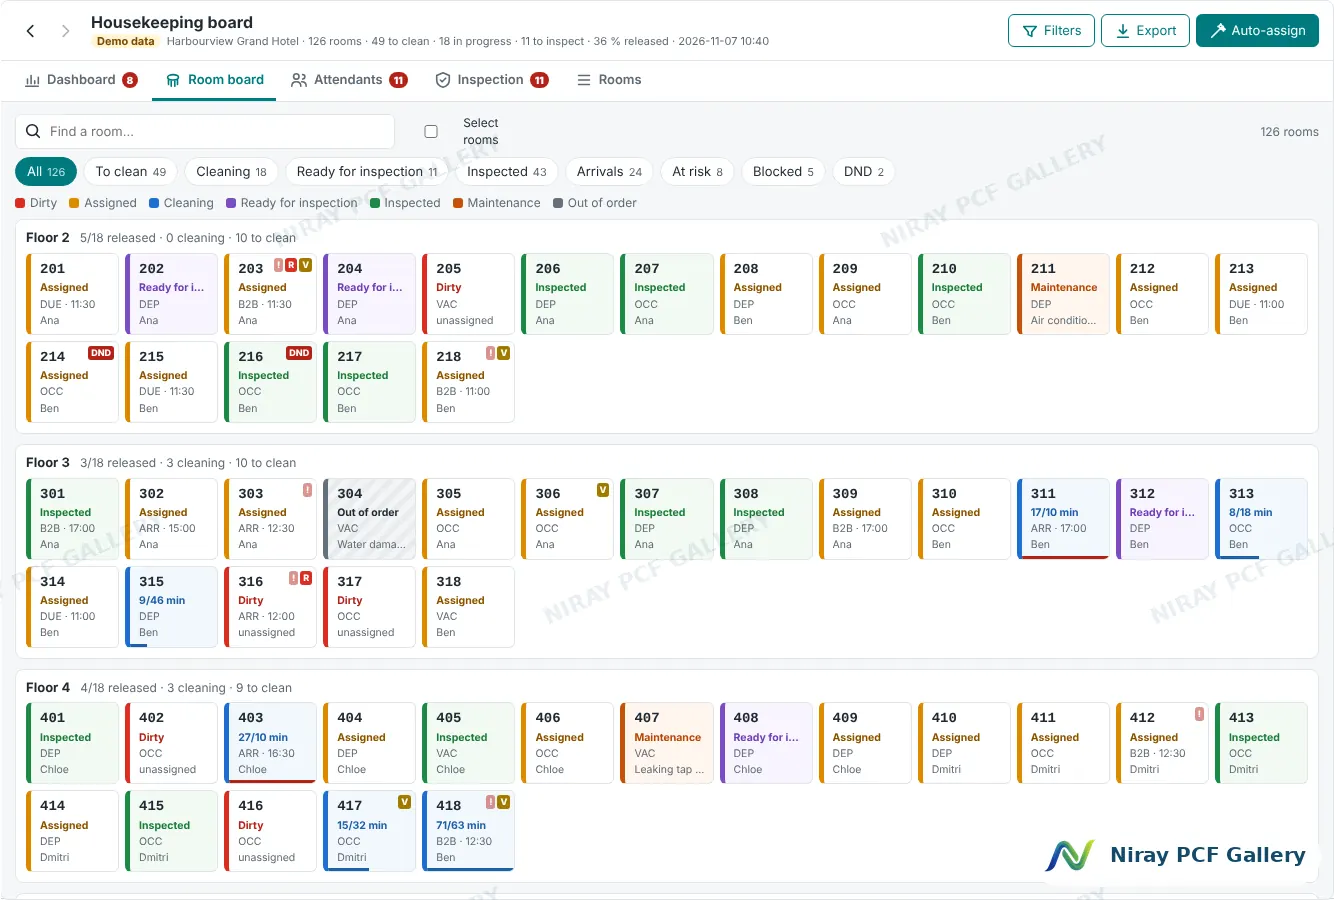 Housekeeping board
Demo data Harbourview Grand Hotel · 126 rooms · 49 to clean · 18 in progress · 11 to inspect · 36 % released · 2026-11-07 10:40
Filters Export Auto-assign
Dashboard 8 Room board Attendants 11 Inspection 11 Rooms
Find a room... Select rooms 126 rooms
All 126 To clean 49 Cleaning 18 Ready for inspection 11 Inspected 43 Arrivals 24 At risk 8 Blocked 5 DND 2
Dirty Assigned Cleaning Ready for inspection Inspected Maintenance Out of order
Floor 2 5/18 released · 0 cleaning · 10 to clean
201 202 203 ! R V 204 205 206 207 208 209 210 211 212 213
Assigned Ready for i... Assigned Ready for i... Dirty Inspected Inspected Assigned Assigned Inspected Maintenance Assigned Assigned
DUE · 11:30 DEP B2B · 11:30 DEP VAC DEP OCC DEP OCC OCC DEP OCC DUE · 11:00
Ana Ana Ana Ana unassigned Ana Ana Ben Ana Ben Air conditio... Ben Ben
214 DND 215 216 DND 217 218 ! V
Assigned Assigned Inspected Inspected Assigned
OCC DUE · 11:30 OCC OCC B2B · 11:00
Ben Ben Ben Ben Ben
Floor 3 3/18 released · 3 cleaning · 10 to clean
301 302 303 ! 304 305 306 V 307 308 309 310 311 312 313
Inspected Assigned Assigned Out of order Assigned Assigned Inspected Inspected Assigned Assigned 17/10 min Ready for i... 8/18 min
B2B · 17:00 ARR · 15:00 ARR · 12:30 VAC OCC OCC DEP DEP B2B · 17:00 OCC ARR · 17:00 DEP OCC
Ana Ana Ana Water dama... Ana Ana Ana Ana Ana Ben Ben Ben Ben
314 315 316 ! R 317 318
Assigned 9/46 min Dirty Dirty Assigned
DUE · 11:00 DEP ARR · 12:00 OCC VAC
Ben Ben unassigned unassigned Ben
Floor 4 4/18 released · 3 cleaning · 9 to clean
401 402 403 404 405 406 407 408 409 410 411 412 ! 413
Inspected Dirty 27/10 min Assigned Inspected Assigned Maintenance Ready for i... Assigned Assigned Assigned Assigned Inspected
DEP OCC ARR · 16:30 DEP VAC OCC VAC DEP DEP DEP OCC B2B · 12:30 OCC
Chloe unassigned Chloe Chloe Chloe Chloe Leaking tap ... Chloe Chloe Dmitri Dmitri Dmitri Dmitri
414 415 416 417 V 418 ! V
Assigned Inspected Dirty 15/32 min 71/63 min
DEP OCC OCC OCC B2B · 12:30
Dmitri Dmitri unassigned Dmitri Ben
Niray PCF Gallery
NIRAY PCF GALLERY
NIRAY PCF GALLERY
NIRAY PCF GALLERY